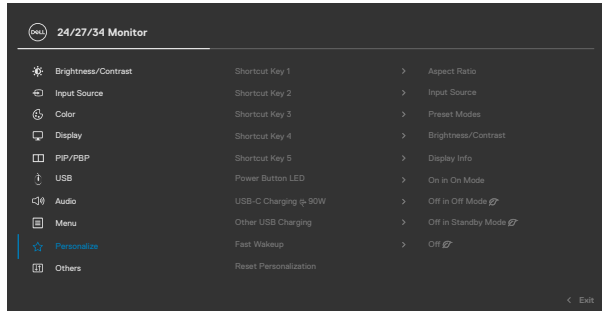 DELL 24/27/34 Monitor
Brightness/Contrast Shortcut Key 1 > Aspect Ratio
Input Source Shortcut Key 2 > Input Source
Color Shortcut Key 3 > Preset Modes
Display Shortcut Key 4 > Brightness/Contrast
PIP/PBP Shortcut Key 5 > Display Info
USB Power Button LED > On in On Mode
Audio USB-C Charging 90W > Off in Off Mode
Menu Other USB Charging > Off in Standby Mode
Personalize Fast Wakeup > Off
Others Reset Personalization
< Exit